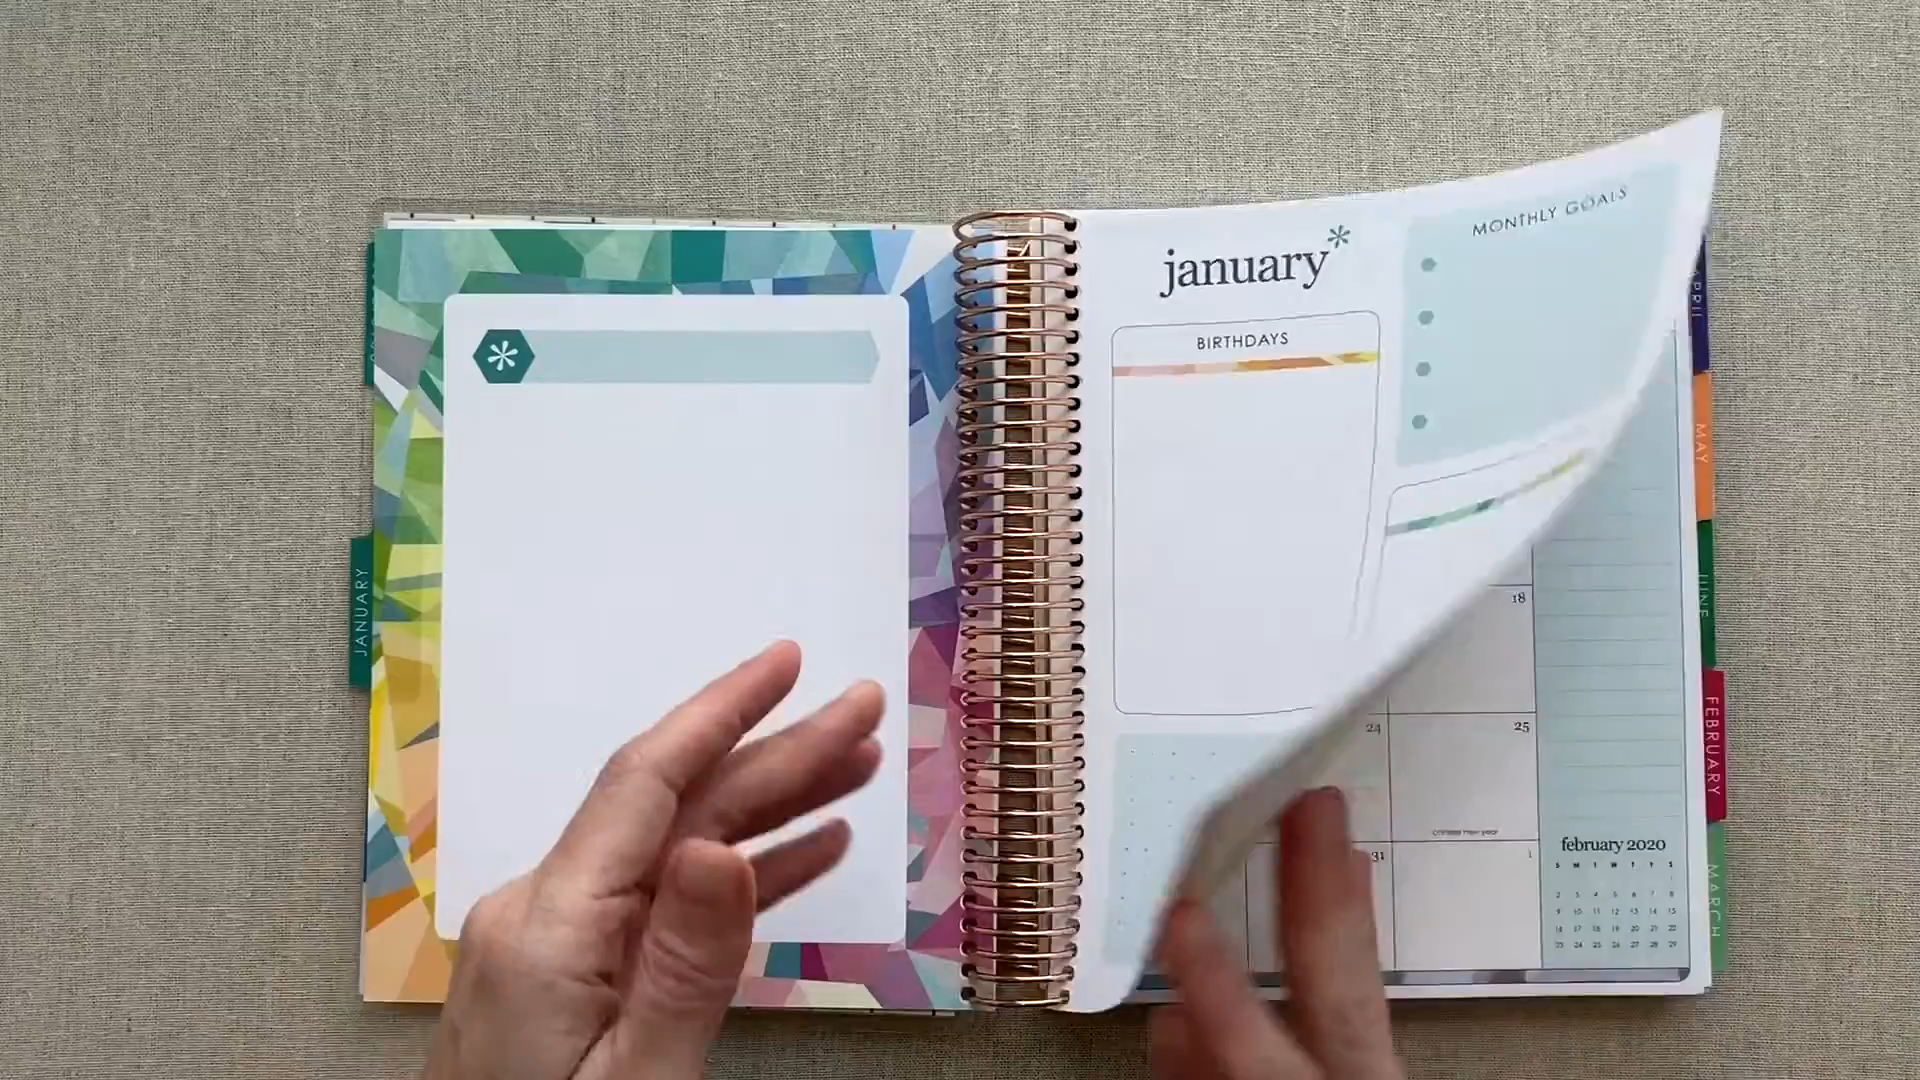 JANUARY
january*
BIRTHDAYS
MONTHLY GOALS
18
24
25
chinese new year
31
1
february 2020
S M T W T F S
1
2 3 4 5 6 7 8
9 10 11 12 13 14 15
16 17 18 19 20 21 22
23 24 25 26 27 28 29
APRIL
MAY
JUNE
FEBRUARY
MARCH